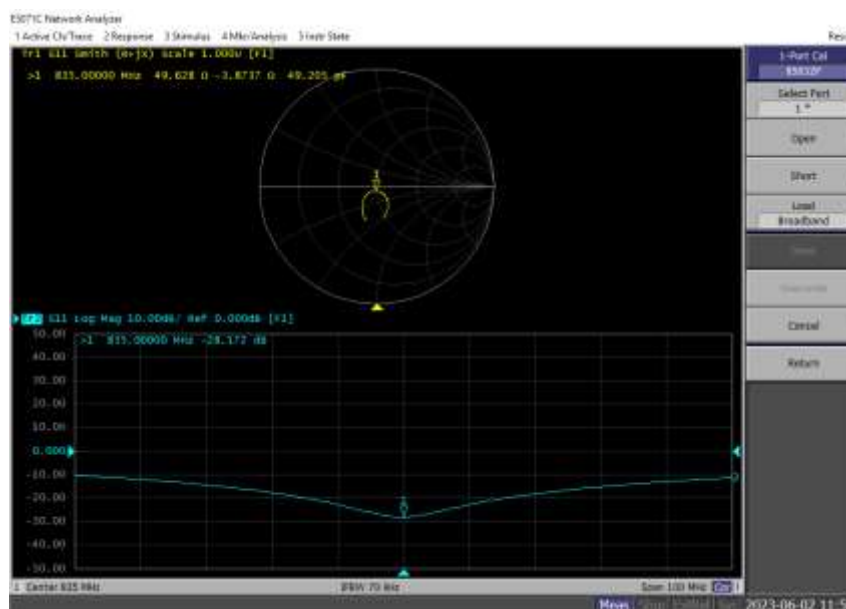 E5071C Network Analyzer
1 Active Ch/Trace 2 Response 3 Stimulus 4 Mkr/Analysis 5 Instr State
Tr1 S11 Smith (R+jX) Scale 1.000U [F1]
>1 835.00000 MHz 49.628 Ω -3.8737 Ω 49.205 pF
1
Tr2 S11 Log Mag 10.00dB/ Ref 0.000dB [F1]
50.00
>1 835.00000 MHz -28.172 dB
40.00
30.00
20.00
10.00
0.000
-10.00
-20.00
1
-30.00
-40.00
-50.00
1 Center 835 MHz
IFBW 70 kHz
Span 100 MHz
Cor
1-Port Cal
85032F
Select Port
1
Open
Short
Load
Broadband
Cancel
Return
Meas